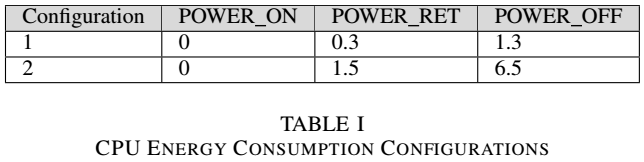 Configuration POWER_ON POWER_RET POWER_OFF
1 0 0.3 1.3
2 0 1.5 6.5
TABLE I
CPU ENERGY CONSUMPTION CONFIGURATIONS